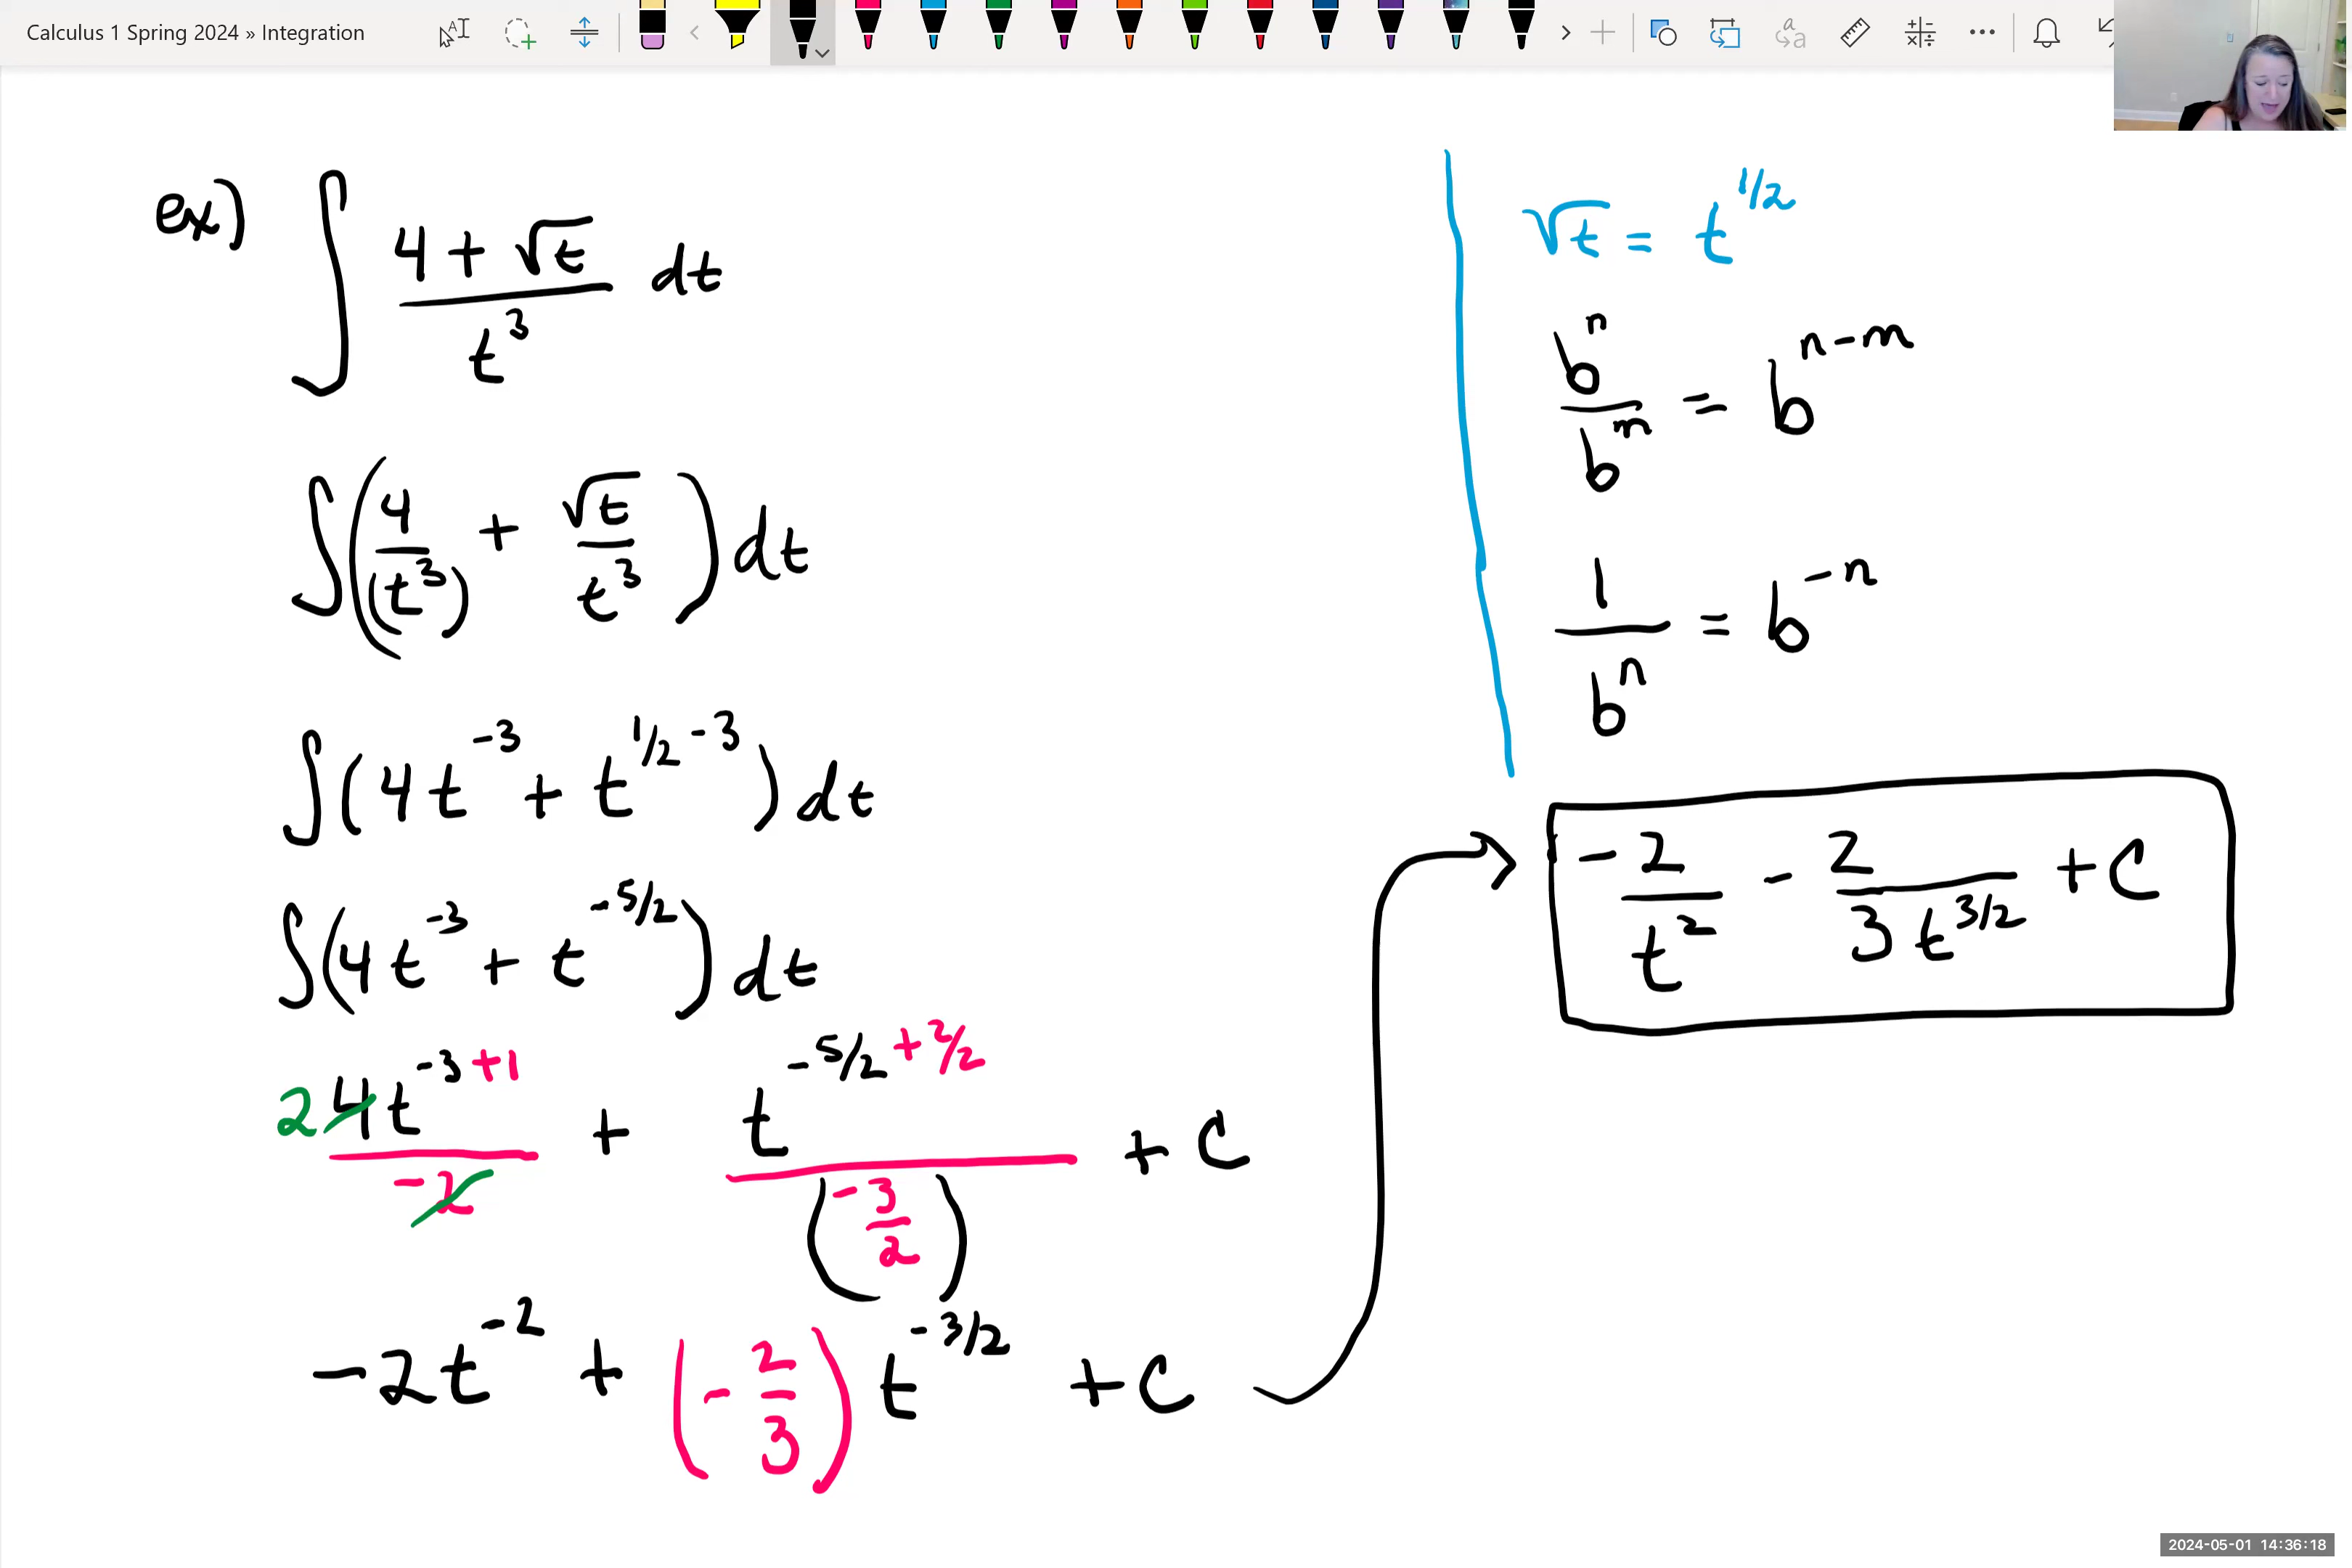 Calculus 1 Spring 2024 » Integration
ex) ∫ (4 + √t)/t³ dt
∫(4/(t³) + √t/t³) dt
∫(4t⁻³ + t^(1/2 - 3)) dt
∫(4t⁻³ + t^(-5/2)) dt
2 4t^(-3+1)/-2 + t^(-5/2 + 2/2)/(-3/2) + C
-2t⁻² + (-2/3) t^(-3/2) + C
√t = t^(1/2)
bⁿ/bᵐ = b^(n-m)
1/bⁿ = b⁻ⁿ
-2/t² - 2/(3t^(3/2)) + C
2024-05-01 14:36:18